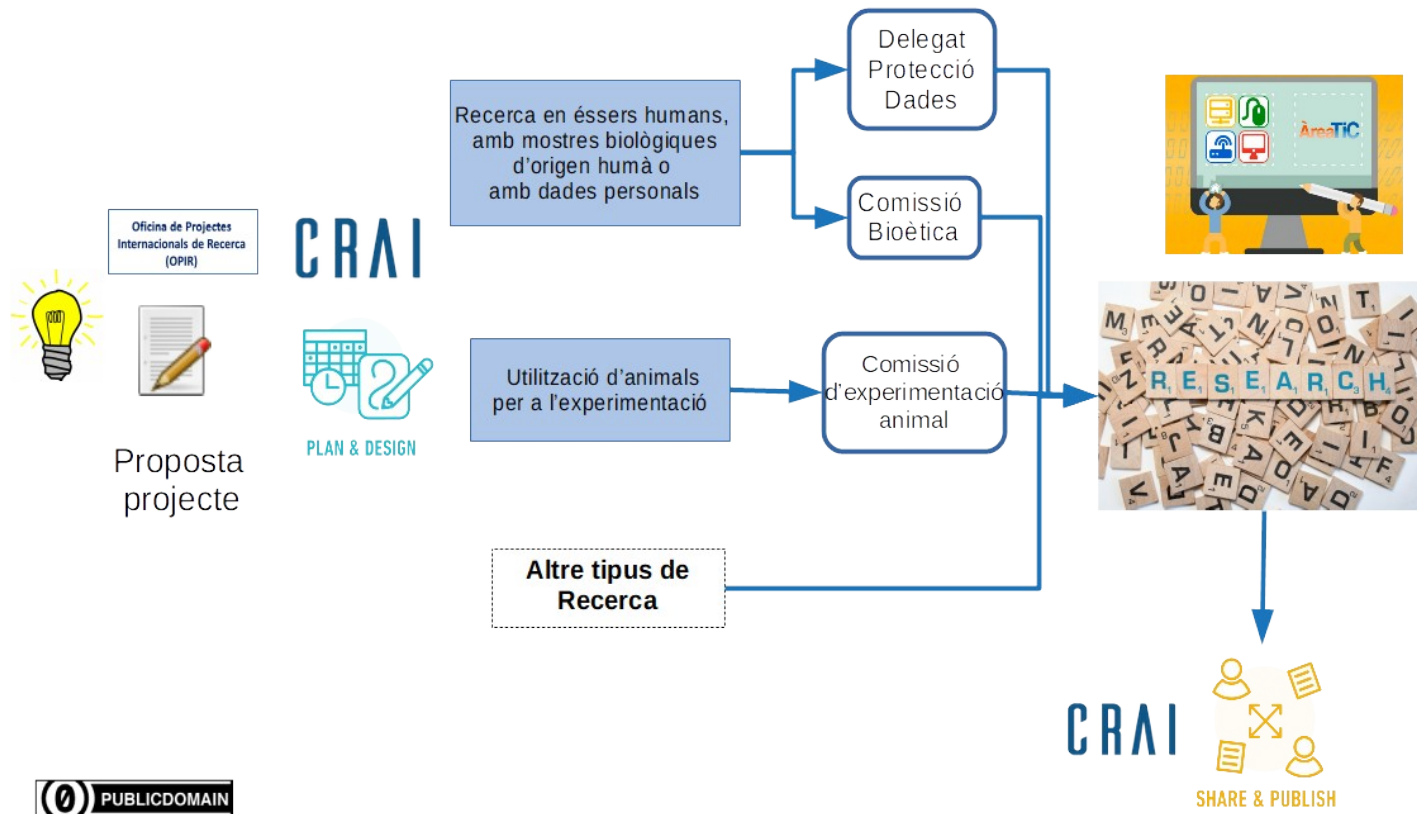 Oficina de Projectes
Internacionals de Recerca
(OPIR)
CRAI
Proposta
projecte
PLAN & DESIGN
Recerca en éssers humans,
amb mostres biològiques
d'origen humà o
amb dades personals
Utilització d'animals
per a l'experimentació
Altre tipus de
Recerca
Delegat
Protecció
Dades
Comissió
Bioètica
Comissió
d'experimentació
animal
ÀreaTIC
RESEARCH
CRAI
SHARE & PUBLISH
PUBLICDOMAIN